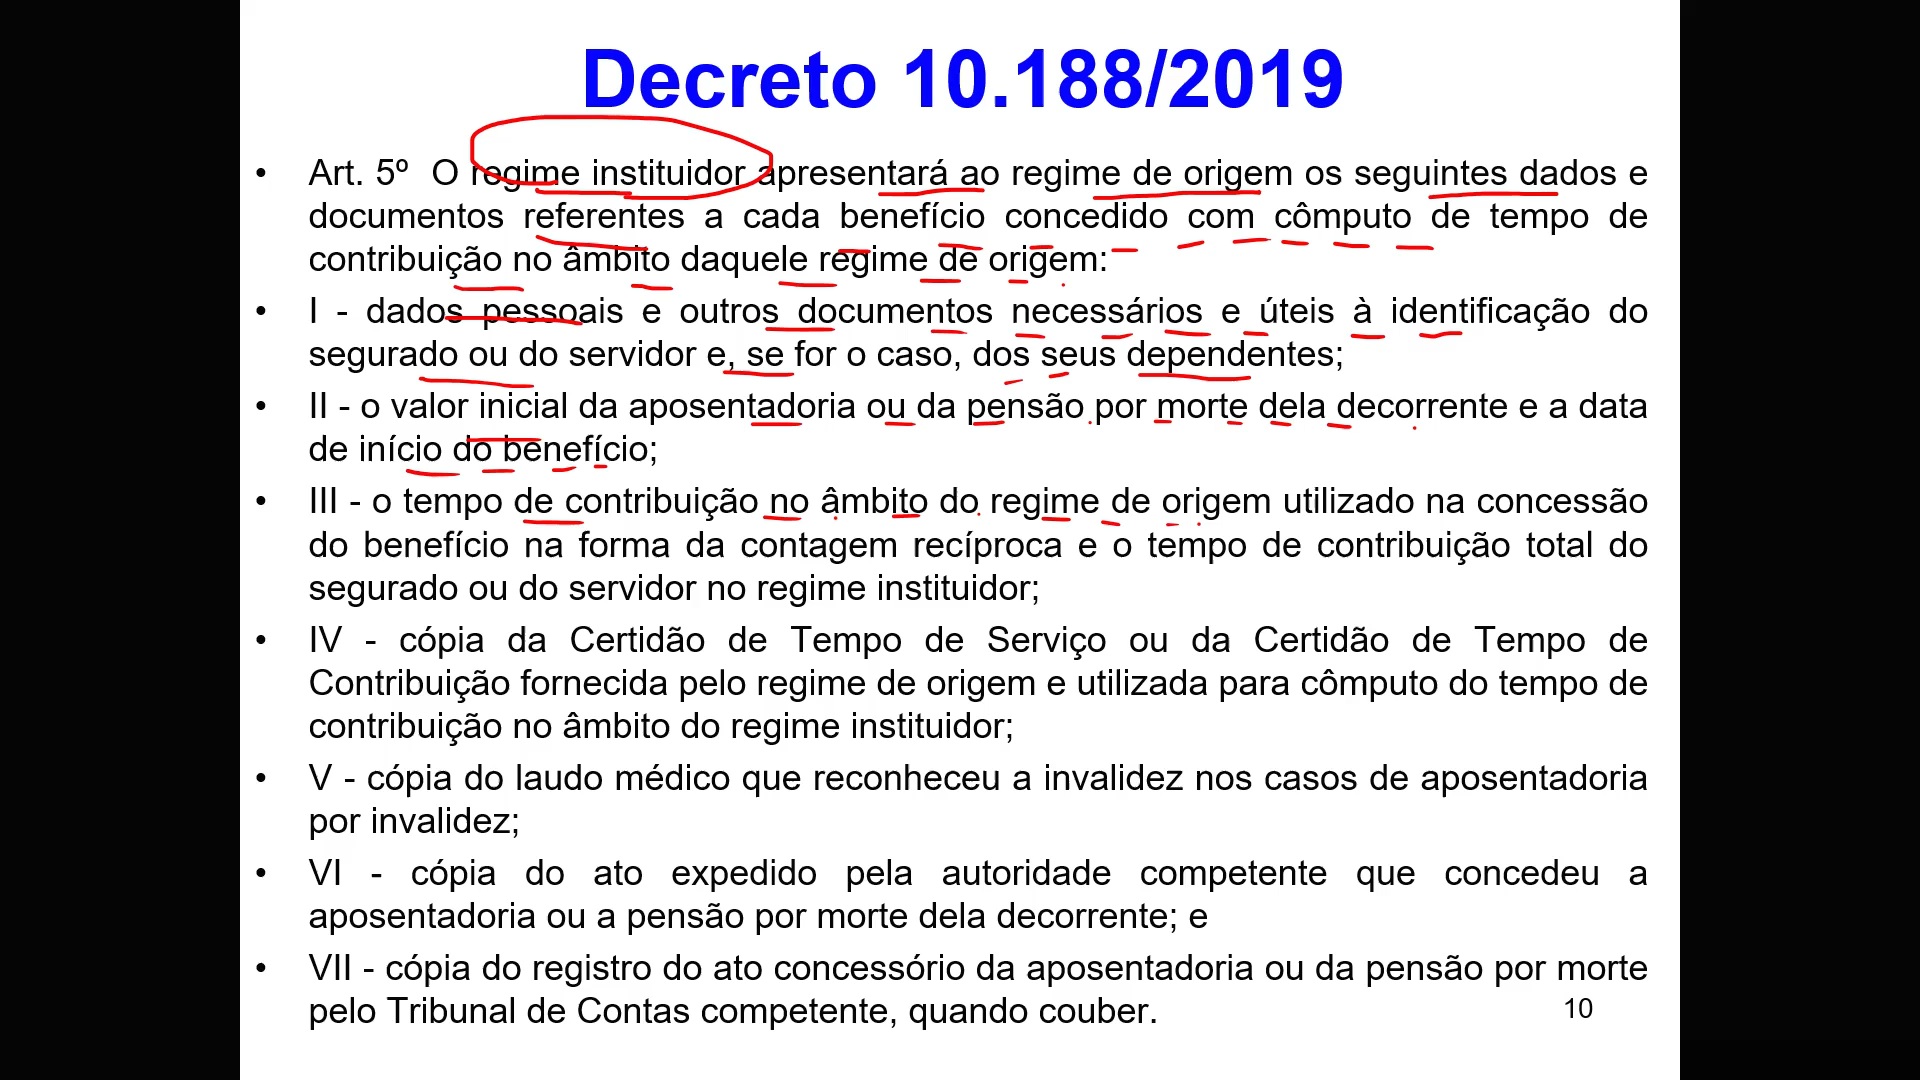 Decreto 10.188/2019
• Art. 5º O regime instituidor apresentará ao regime de origem os seguintes dados e
documentos referentes a cada benefício concedido com cômputo de tempo de
contribuição no âmbito daquele regime de origem:
• I - dados pessoais e outros documentos necessários e úteis à identificação do
segurado ou do servidor e, se for o caso, dos seus dependentes;
• II - o valor inicial da aposentadoria ou da pensão por morte dela decorrente e a data
de início do benefício;
• III - o tempo de contribuição no âmbito do regime de origem utilizado na concessão
do benefício na forma da contagem recíproca e o tempo de contribuição total do
segurado ou do servidor no regime instituidor;
• IV - cópia da Certidão de Tempo de Serviço ou da Certidão de Tempo de
Contribuição fornecida pelo regime de origem e utilizada para cômputo do tempo de
contribuição no âmbito do regime instituidor;
• V - cópia do laudo médico que reconheceu a invalidez nos casos de aposentadoria
por invalidez;
• VI - cópia do ato expedido pela autoridade competente que concedeu a
aposentadoria ou a pensão por morte dela decorrente; e
• VII - cópia do registro do ato concessório da aposentadoria ou da pensão por morte
pelo Tribunal de Contas competente, quando couber.
10